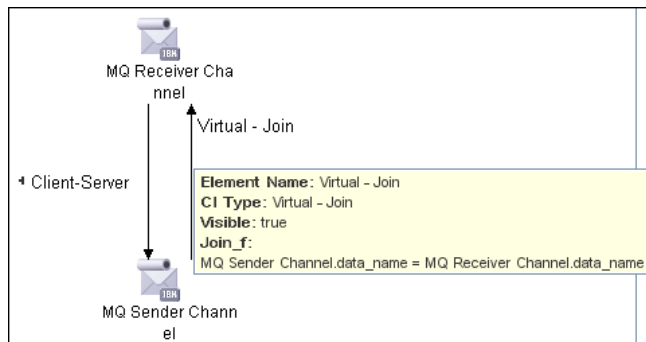 IBM
MQ Receiver Cha
nnel
Virtual - Join
Client-Server
Element Name: Virtual - Join
CI Type: Virtual - Join
Visible: true
Join_f:
MQ Sender Channel.data_name = MQ Receiver Channel.data_name
IBM
MQ Sender Chann
el